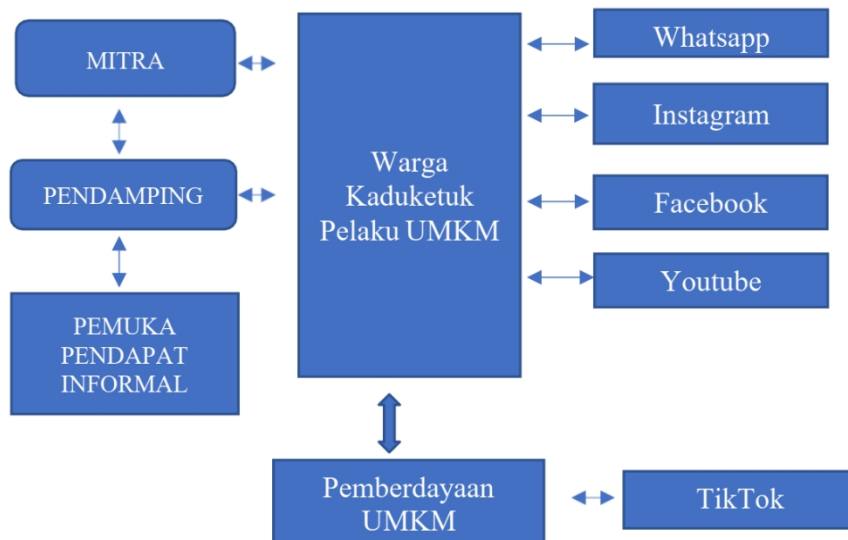 MITRA
PENDAMPING
PEMUKA
PENDAPAT
INFORMAL
Warga
Kaduketuk
Pelaku UMKM
Whatsapp
Instagram
Facebook
Youtube
Pemberdayaan
UMKM
TikTok